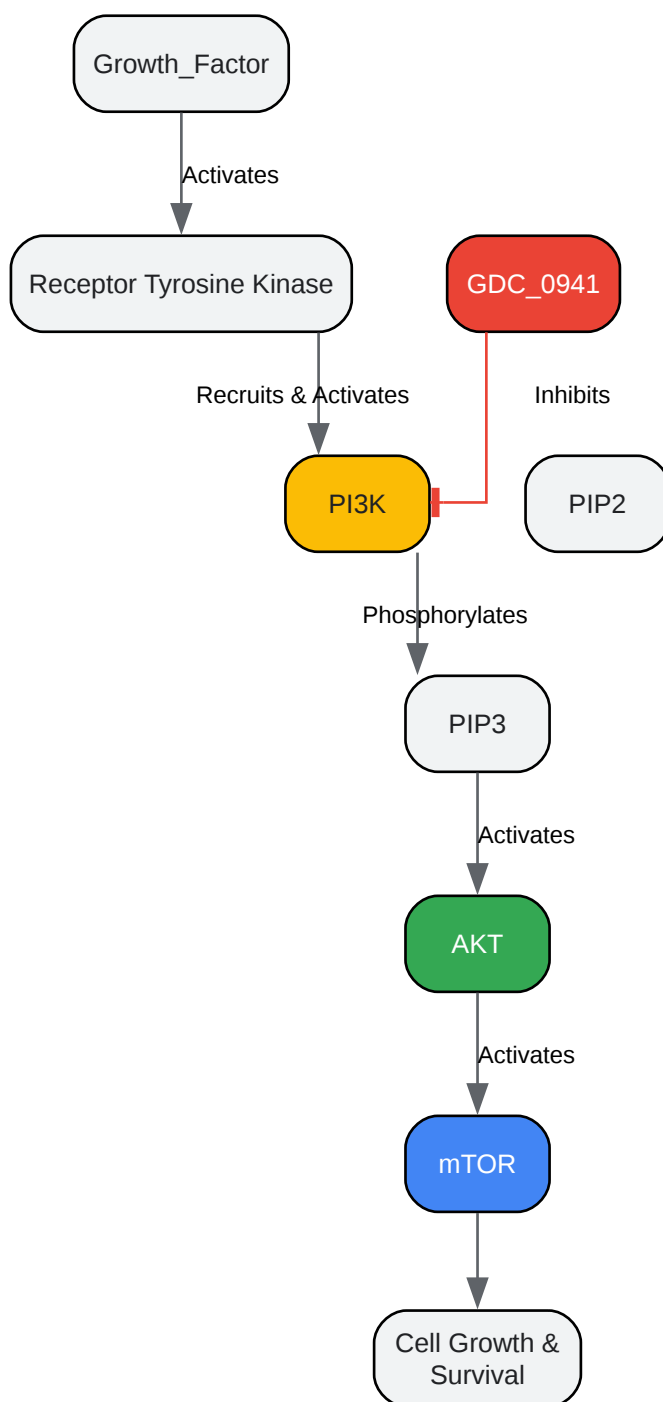 Growth_Factor
Activates
Receptor Tyrosine Kinase
GDC_0941
Recruits & Activates
Inhibits
PI3K
PIP2
Phosphorylates
PIP3
Activates
AKT
Activates
mTOR
Cell Growth &
Survival